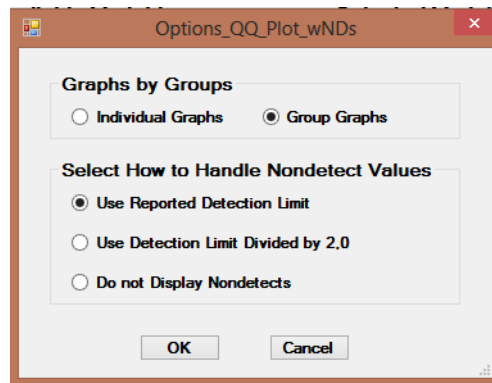 Options_QQ_Plot_wNDs
Graphs by Groups
Individual Graphs
Group Graphs
Select How to Handle Nondetect Values
Use Reported Detection Limit
Use Detection Limit Divided by 2.0
Do not Display Nondetects
OK
Cancel